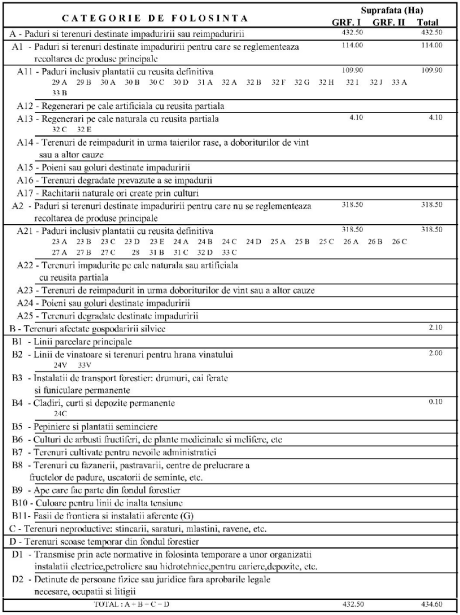 CATEGORIE DE FOLOSINTA
Suprafata (Ha)
GRF. I GRF. II Total
A - Paduri si terenuri destinate impaduririi sau reimpaduririi 432.50 432.50
A1 - Paduri si terenuri destinate impaduririi pentru care se reglementeaza 114.00 114.00
recoltarea de produse principale
A11 - Paduri inclusiv plantatii cu reusita definitiva 109.90 109.90
29 A 29 B 30 A 30 B 30 C 30 D 31 A 32 A 32 B 32 F 32 G 32 H 32 I 32 J 33 A
33 B
A12 - Regenerari pe cale artificiala cu reusita partiala
A13 - Regenerari pe cale naturala cu reusita partiala 4.10 4.10
32 C 32 E
A14 - Terenuri de reimpadurit in urma taierilor rase, a doboriturilor de vint
sau a altor cauze
A15 - Poieni sau goluri destinate impaduririi
A16 - Terenuri degradate prevazute a se impaduri
A17 - Rachitarii naturale ori create prin culturi
A2 - Paduri si terenuri destinate impaduririi pentru care nu se reglementeaza 318.50 318.50
recoltarea de produse principale
A21 - Paduri inclusiv plantatii cu reusita definitiva 318.50 318.50
23 A 23 B 23 C 23 D 23 E 24 A 24 B 24 C 24 D 25 A 25 B 25 C 26 A 26 B 26 C
27 A 27 B 27 C 28 31 B 31 C 32 D 33 C
A22 - Terenuri impadurite pe cale naturala sau artificiala
cu reusita partiala
A23 - Terenuri de reimpadurit in urma doboriturilor de vint sau a altor cauze
A24 - Poieni sau goluri destinate impaduririi
A25 - Terenuri degradate destinate impaduririi
B - Terenuri afectate gospodaririi silvice 2.10
B1 - Linii parcelare principale
B2 - Linii de vinatoare si terenuri pentru hrana vinatului 2.00
24V 33V
B3 - Instalatii de transport forestier: drumuri, cai ferate
si funiculare permanente
B4 - Cladiri, curti si depozite permanente 0.10
24C
B5 - Pepiniere si plantatii seminciere
B6 - Culturi de arbusti fructiferi, de plante medicinale si melifere, etc
B7 - Terenuri cultivate pentru nevoile administratiei
B8 - Terenuri cu fazanerii, pastravarii, centre de prelucrare a
fructelor de padure, uscatorii de seminte, etc.
B9 - Ape care fac parte din fondul forestier
B10 - Culoare pentru linii de inalta tensiune
B11- Fasii de frontiera si instalatii aferente (G)
C - Terenuri neproductive: stincarii, saraturi, mlastini, ravene, etc.
D - Terenuri scoase temporar din fondul forestier
D1 - Transmise prin acte normative in folosinta temporare a unor organizatii
instalatii electrice,petroliere sau hidrotehnice,pentru cariere,depozite, etc.
D2 - Detinute de persoane fizice sau juridice fara aprobarile legale
necesare, ocupatii si litigii
TOTAL : A + B + C + D 432.50 434.60